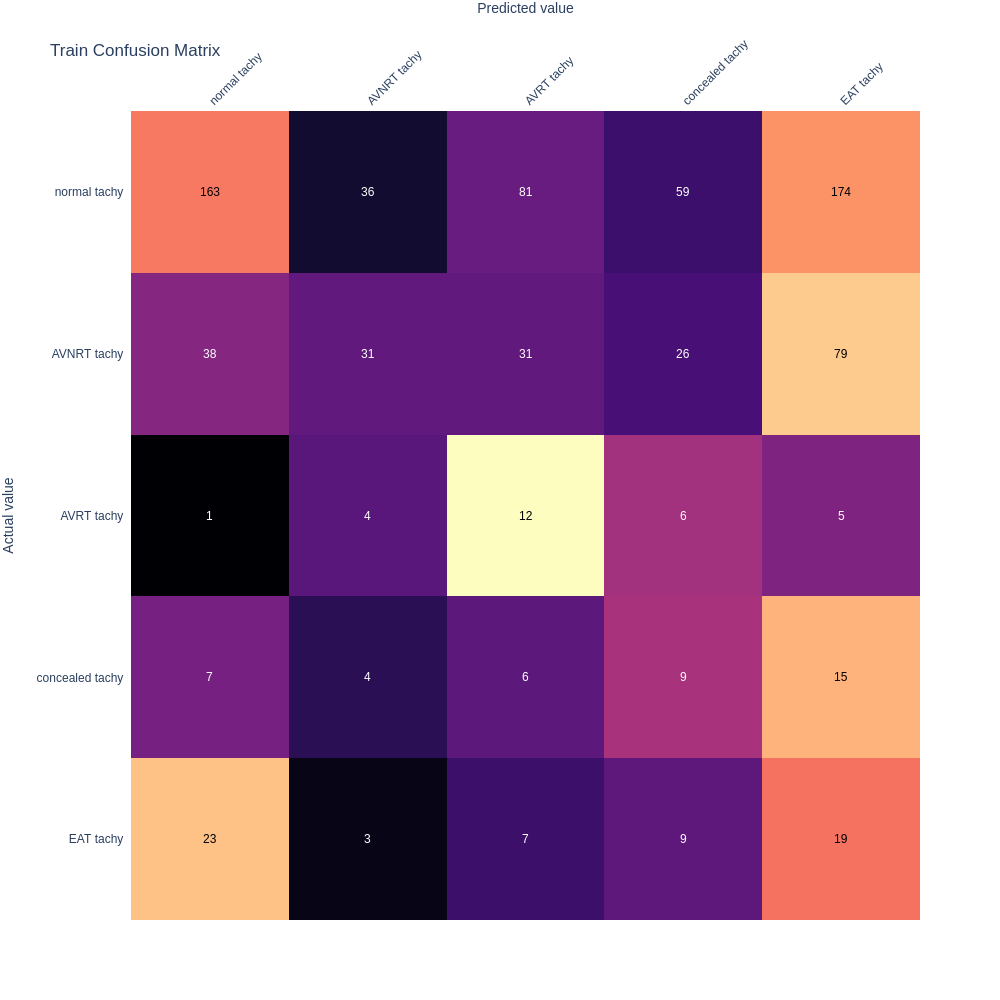 Predicted value
Train Confusion Matrix
normal tachy AVNRT tachy AVRT tachy concealed tachy EAT tachy
normal tachy 163 36 81 59 174
AVNRT tachy 38 31 31 26 79
Actual value
AVRT tachy 1 4 12 6 5
concealed tachy 7 4 6 9 15
EAT tachy 23 3 7 9 19